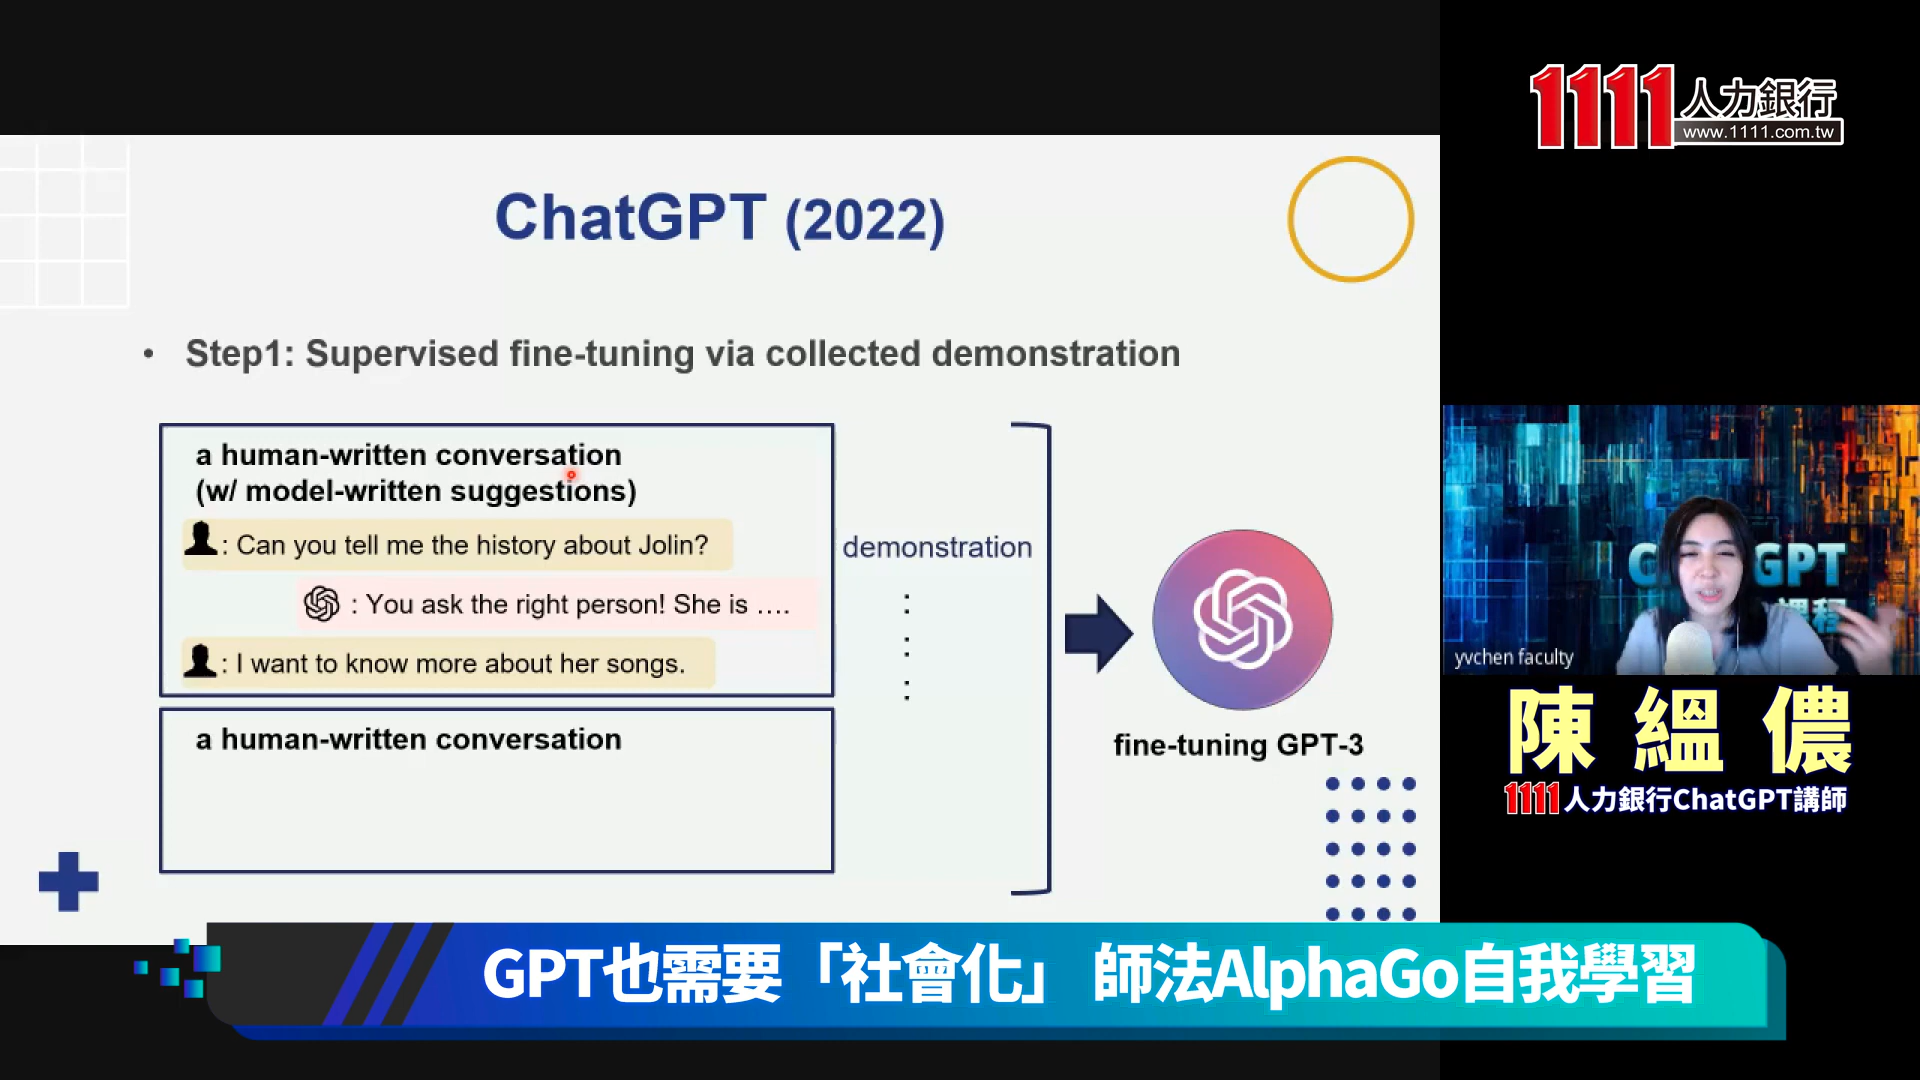 ChatGPT (2022)
• Step1: Supervised fine-tuning via collected demonstration
a human-written conversation
(w/ model-written suggestions)
: Can you tell me the history about Jolin?
: You ask the right person! She is ....
: I want to know more about her songs.
a human-written conversation
demonstration
fine-tuning GPT-3
1111人力銀行
www.1111.com.tw
ChatGPT
課程
yvchen faculty
陳縕儂
1111人力銀行ChatGPT講師
GPT也需要「社會化」 師法AlphaGo自我學習